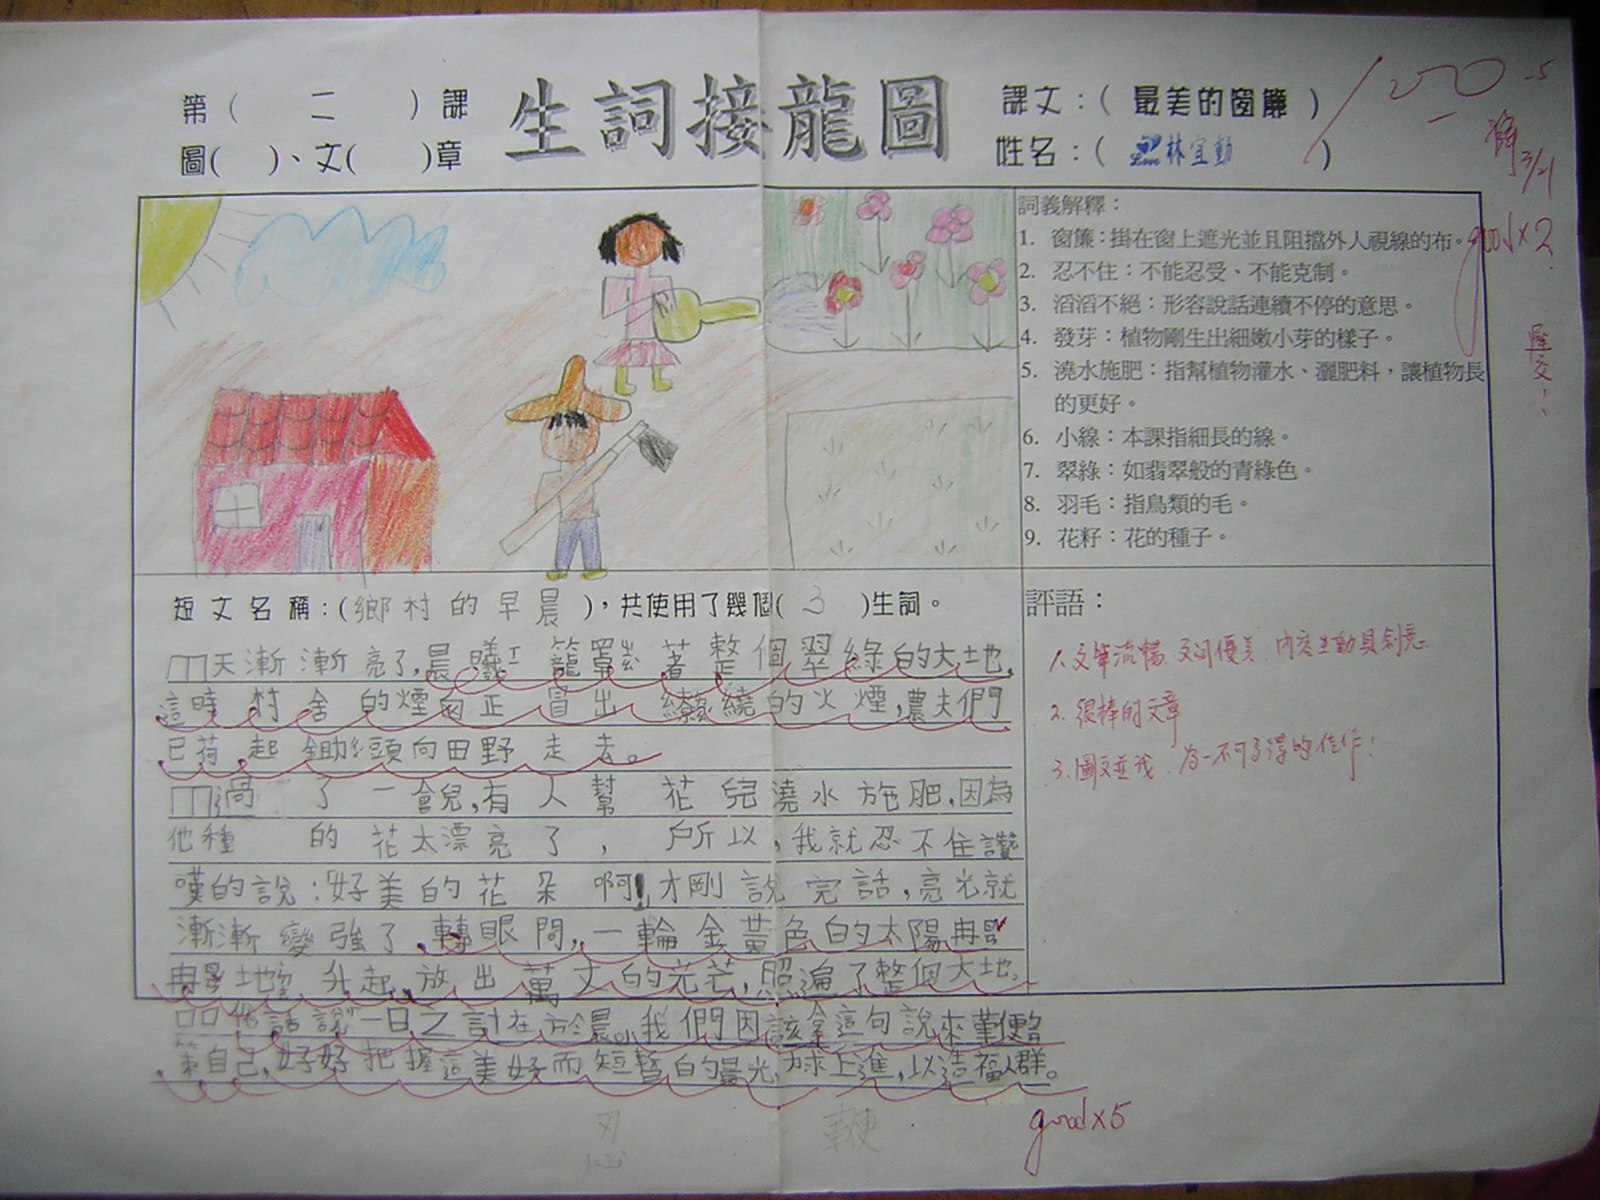 第（ 二 ）課
圖( )、文( )章
生詞接龍圖
課文：( 最美的窗簾 )
姓名：( 林宜勳 )
100
good×2
詞義解釋：
1. 窗簾：掛在窗上遮光並且阻擋外人視線的布。
2. 忍不住：不能忍受、不能克制。
3. 滔滔不絕：形容說話連續不停的意思。
4. 發芽：植物剛生出細嫩小芽的樣子。
5. 澆水施肥：指幫植物灌水、灑肥料，讓植物長
的更好。
6. 小線：本課指細長的線。
7. 翠綠：如翡翠般的青綠色。
8. 羽毛：指鳥類的毛。
9. 花籽：花的種子。
短文名稱：(鄉村的早晨)，共使用了幾個( 3 )生詞。
天漸漸亮了,晨曦籠罩著整個翠綠的大地,
這時村舍的煙囪正冒出繚繞的火煙,農夫們
已荷起鋤頭向田野走去。
過了一會兒,有人幫花兒澆水施肥,因為
他種的花太漂亮了,所以,我就忍不住讚
嘆的說:好美的花朵啊!才剛說完話,亮光就
漸漸變強了,轉眼間,一輪金黃色的太陽冉
冉地升起,放出萬丈的光芒,照遍了整個大地,
俗話說一日之計在於晨。我們因該拿這句說來鞭
策自己,好好把握這美好而短暫的晨光,力求上進,以造福人群。
評語：
1.文筆流暢、文詞優美、內容生動具創意
2.很棒的文章
3.圖文並茂、為一不可多得的佳作!
忍 鞭
good×5